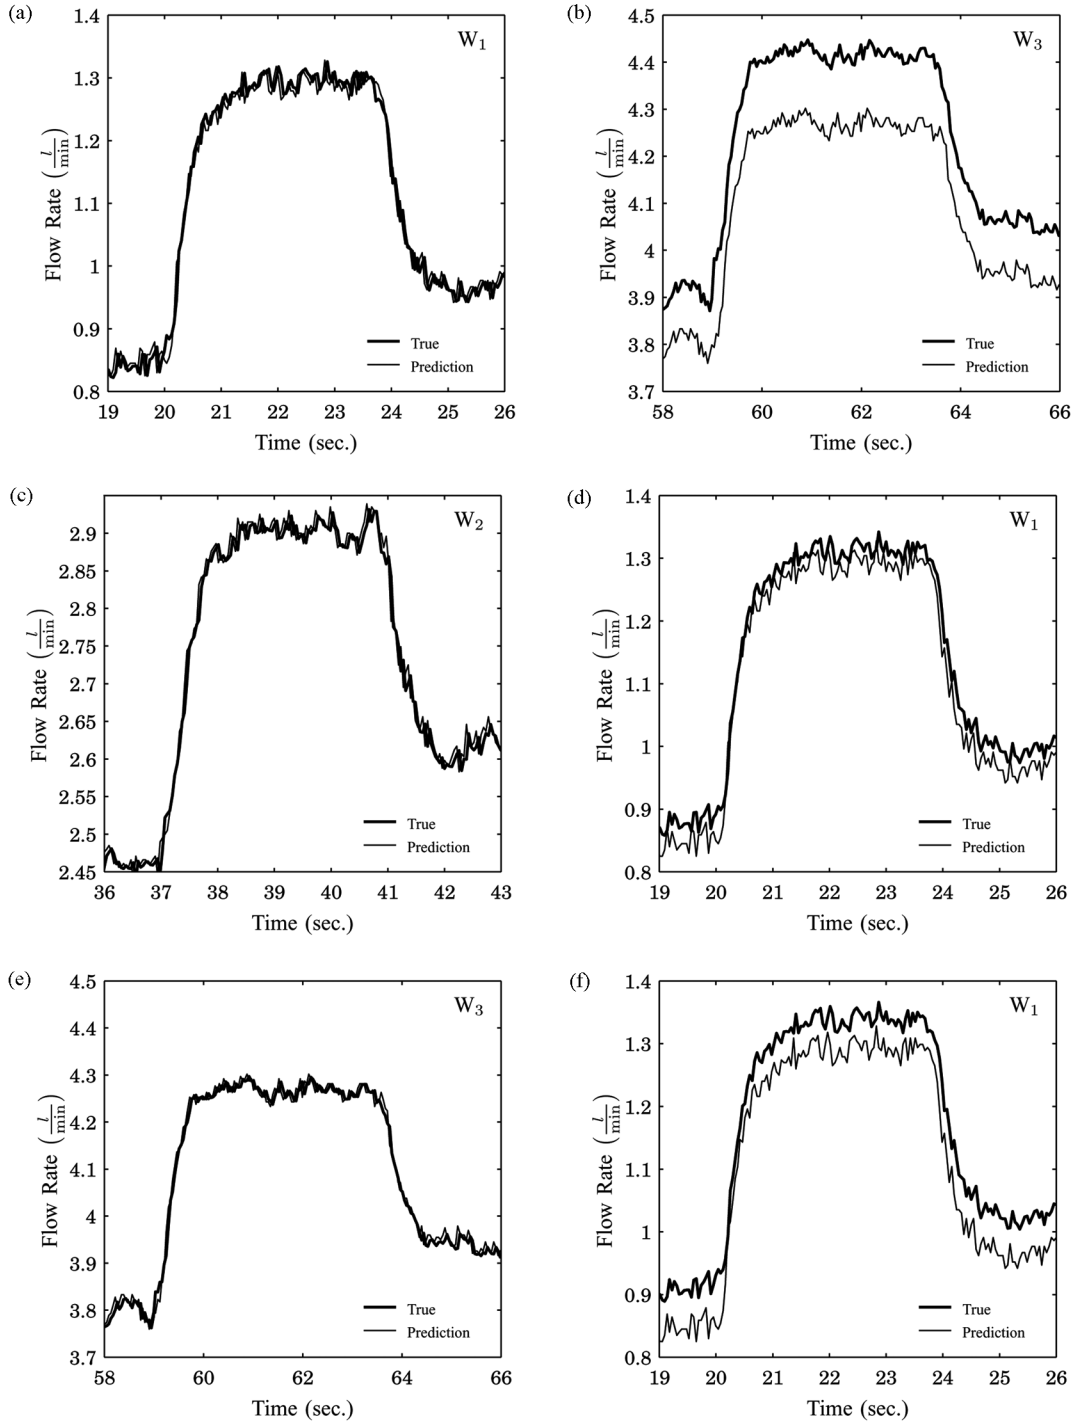 (a)
1.4
1.3
1.2
1.1
1
0.9
0.8
W1
Flow Rate (l/min)
True
Prediction
19 20 21 22 23 24 25 26
Time (sec.)
(b)
4.5
4.4
4.3
4.2
4.1
4
3.9
3.8
3.7
W3
Flow Rate (l/min)
True
Prediction
58 60 62 64 66
Time (sec.)
(c)
2.9
2.85
2.8
2.75
2.7
2.65
2.6
2.55
2.5
2.45
W2
Flow Rate (l/min)
True
Prediction
36 37 38 39 40 41 42 43
Time (sec.)
(d)
1.4
1.3
1.2
1.1
1
0.9
0.8
W1
Flow Rate (l/min)
True
Prediction
19 20 21 22 23 24 25 26
Time (sec.)
(e)
4.5
4.4
4.3
4.2
4.1
4
3.9
3.8
3.7
W3
Flow Rate (l/min)
True
Prediction
58 60 62 64 66
Time (sec.)
(f)
1.4
1.3
1.2
1.1
1
0.9
0.8
W1
Flow Rate (l/min)
True
Prediction
19 20 21 22 23 24 25 26
Time (sec.)